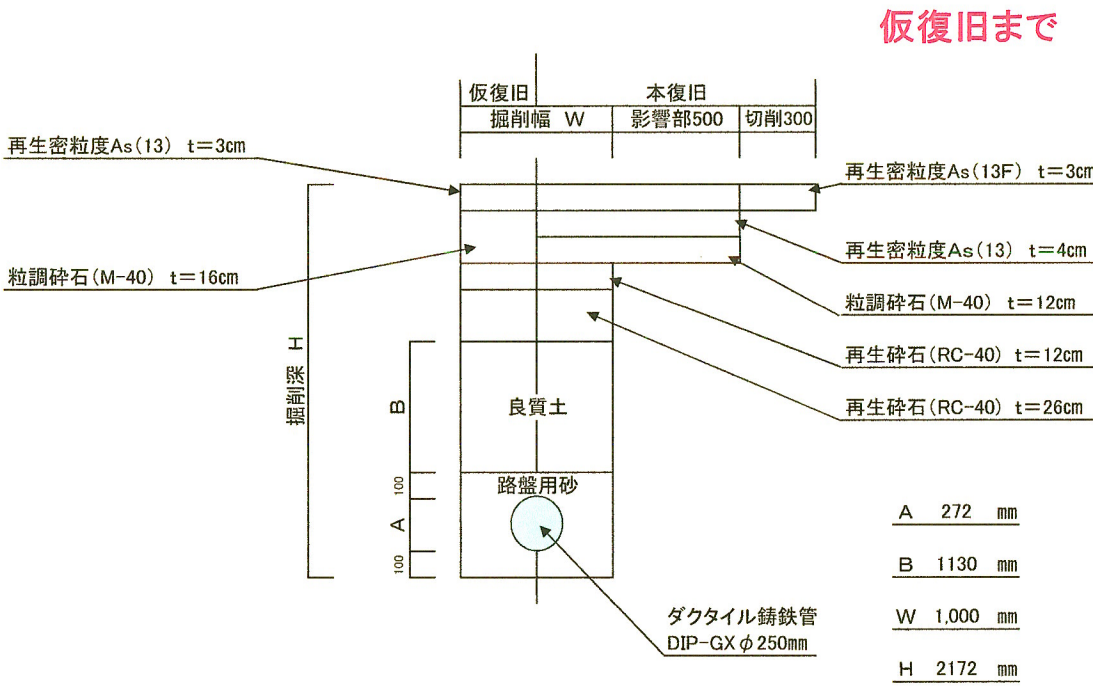 仮復旧まで
仮復旧
本復旧
掘削幅 W
影響部500
切削300
再生密粒度As(13) t=3cm
再生密粒度As(13F) t=3cm
再生密粒度As(13) t=4cm
粒調砕石(M-40) t=16cm
粒調砕石(M-40) t=12cm
再生砕石(RC-40) t=12cm
再生砕石(RC-40) t=26cm
掘削深 H
B
良質土
100
路盤用砂
A
100
A 272 ㎜
B 1130 ㎜
W 1,000 ㎜
H 2172 ㎜
ダクタイル鋳鉄管
DIP-GXφ250㎜